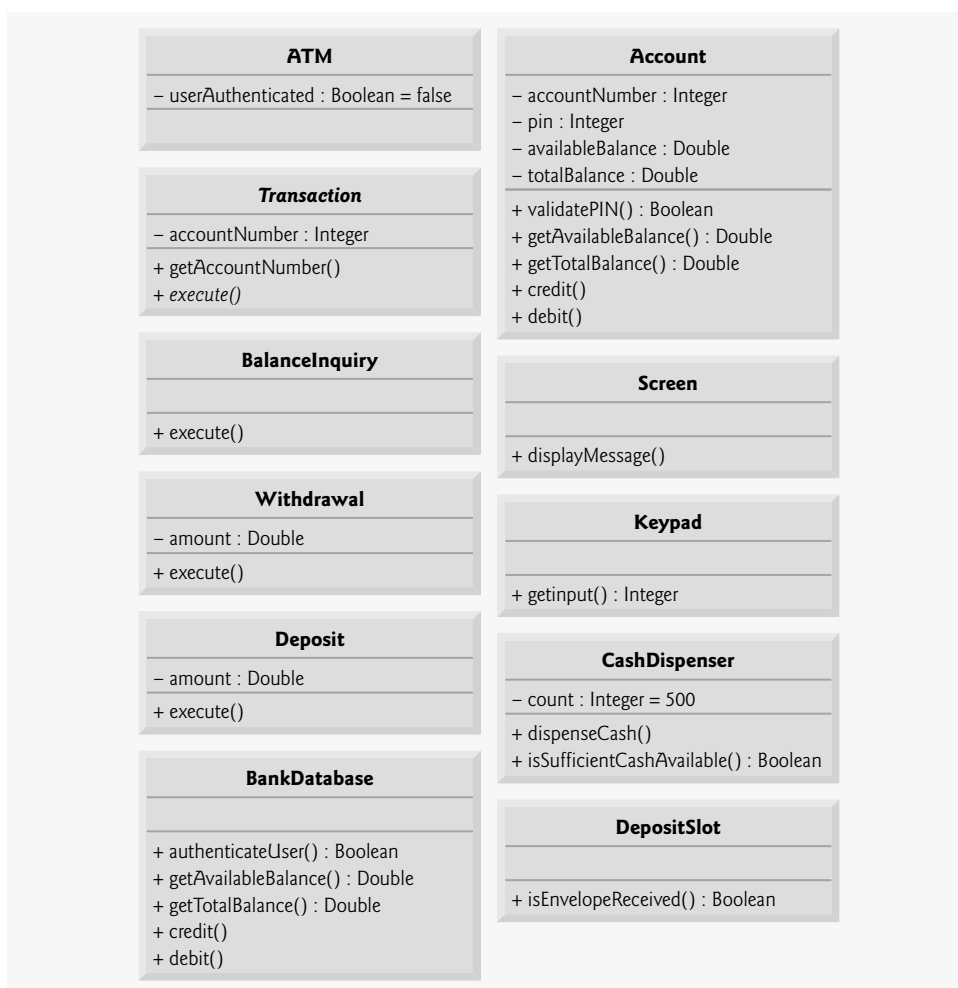 ATM
– userAuthenticated : Boolean = false
Transaction
– accountNumber : Integer
+ getAccountNumber()
+ execute()
BalanceInquiry
+ execute()
Withdrawal
– amount : Double
+ execute()
Deposit
– amount : Double
+ execute()
BankDatabase
+ authenticateUser() : Boolean
+ getAvailableBalance() : Double
+ getTotalBalance() : Double
+ credit()
+ debit()
Account
– accountNumber : Integer
– pin : Integer
– availableBalance : Double
– totalBalance : Double
+ validatePIN() : Boolean
+ getAvailableBalance() : Double
+ getTotalBalance() : Double
+ credit()
+ debit()
Screen
+ displayMessage()
Keypad
+ getinput() : Integer
CashDispenser
– count : Integer = 500
+ dispenseCash()
+ isSufficientCashAvailable() : Boolean
DepositSlot
+ isEnvelopeReceived() : Boolean